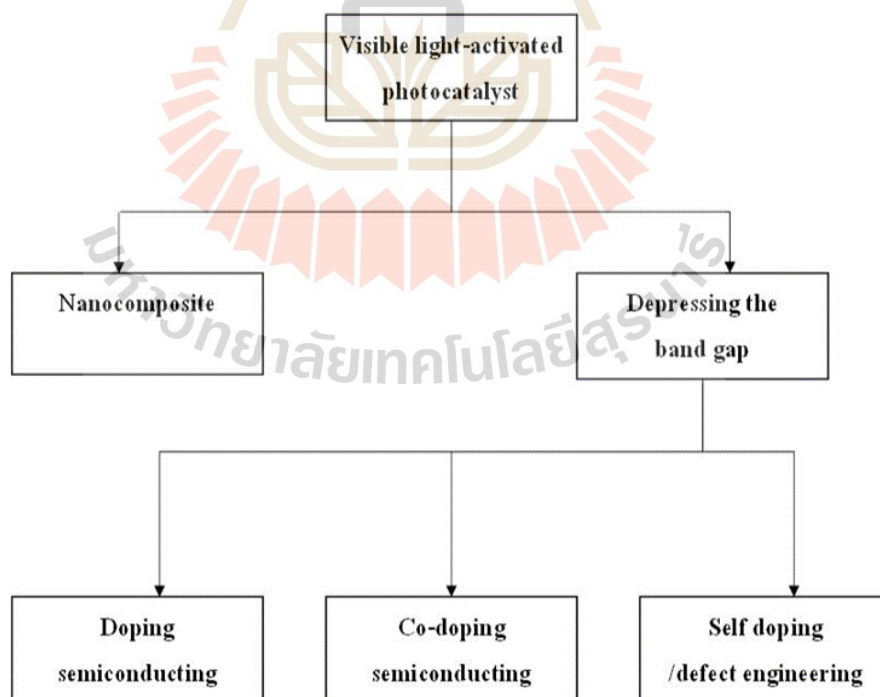 Visible light-activated
photocatalyst
Nanocomposite
Depressing the
band gap
มหาวิทยาลัยเทคโนโลยีสุรนารี
Doping
semiconducting
Co-doping
semiconducting
Self doping
/defect engineering